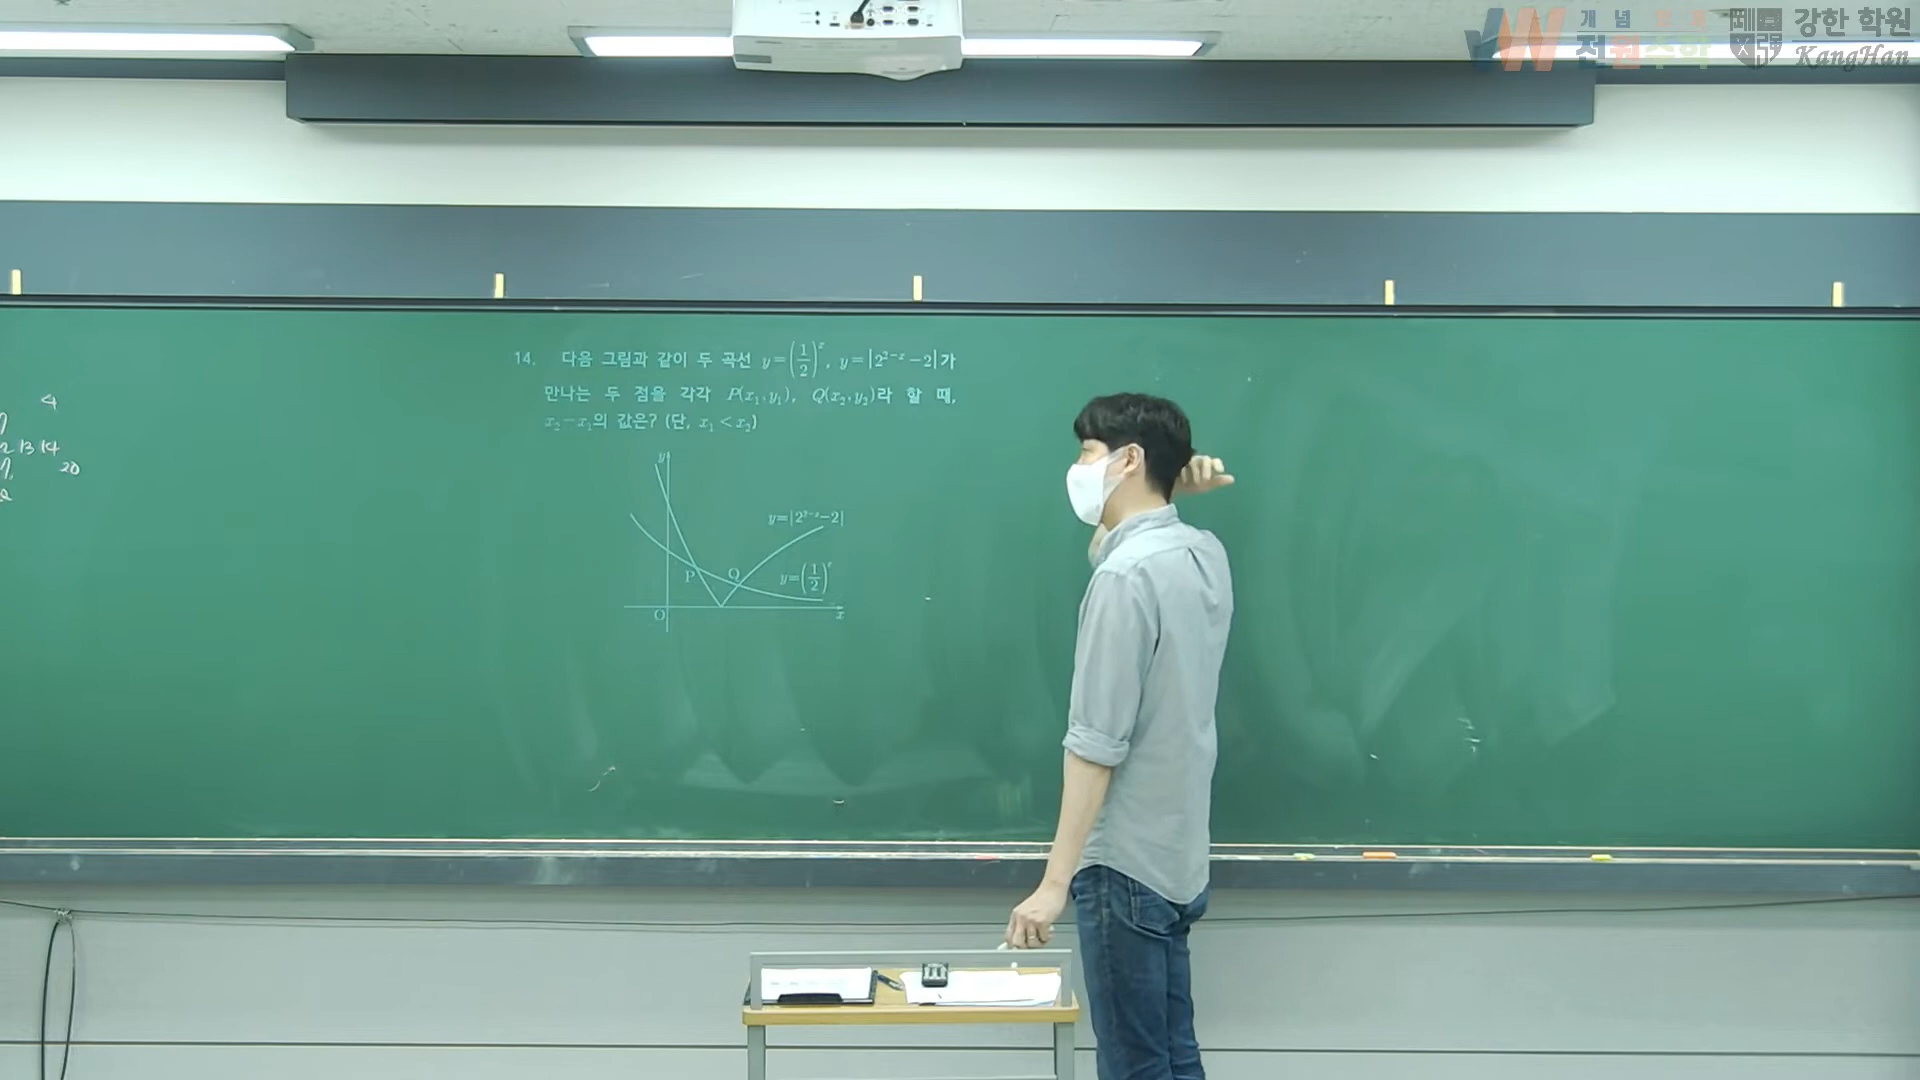 전원수학
강한 학원
KangHan
4
2 13 14
20
14. 다음 그림과 같이 두 곡선 y=(1/2)^x, y=|2^{2-x}-2|가
만나는 두 점을 각각 P(x₁, y₁), Q(x₂, y₂)라 할 때,
x₂-x₁의 값은? (단, x₁<x₂)
y
y=|2^{2-x}-2|
P Q y=(1/2)^x
O x